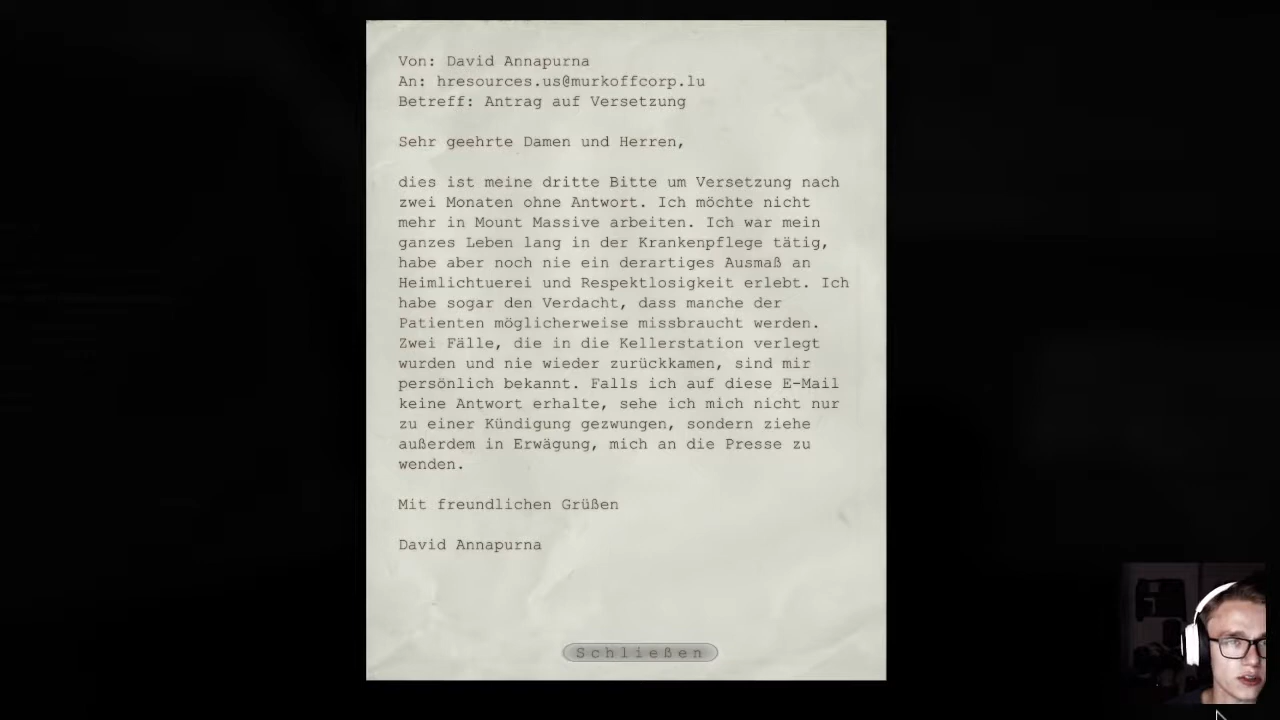 Von: David Annapurna
An: hresources.us@murkoffcorp.lu
Betreff: Antrag auf Versetzung
Sehr geehrte Damen und Herren,
dies ist meine dritte Bitte um Versetzung nach
zwei Monaten ohne Antwort. Ich möchte nicht
mehr in Mount Massive arbeiten. Ich war mein
ganzes Leben lang in der Krankenpflege tätig,
habe aber noch nie ein derartiges Ausmaß an
Heimlichtuerei und Respektlosigkeit erlebt. Ich
habe sogar den Verdacht, dass manche der
Patienten möglicherweise missbraucht werden.
Zwei Fälle, die in die Kellerstation verlegt
wurden und nie wieder zurückkamen, sind mir
persönlich bekannt. Falls ich auf diese E-Mail
keine Antwort erhalte, sehe ich mich nicht nur
zu einer Kündigung gezwungen, sondern ziehe
außerdem in Erwägung, mich an die Presse zu
wenden.
Mit freundlichen Grüßen
David Annapurna
Schließen